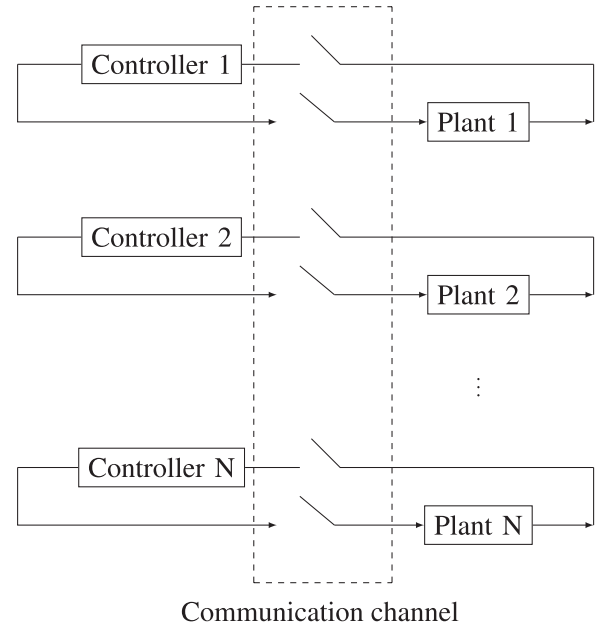 Controller 1
Plant 1
Controller 2
Plant 2
⋮
Controller N
Plant N
Communication channel